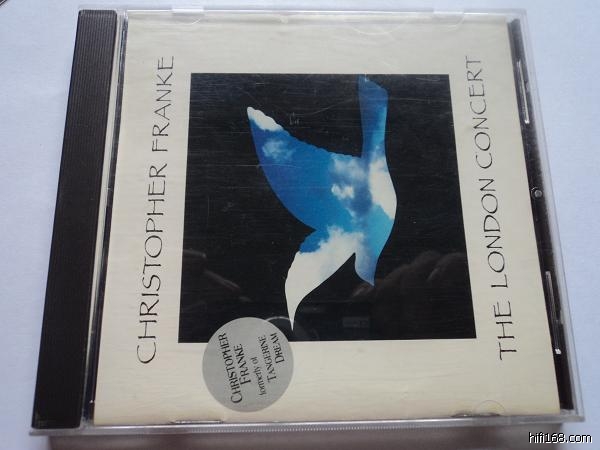 CHRISTOPHER FRANKE
THE LONDON CONCERT
CHRISTOPHER
FRANKE
formerly of
TANGERINE
DREAM
hifi168.com